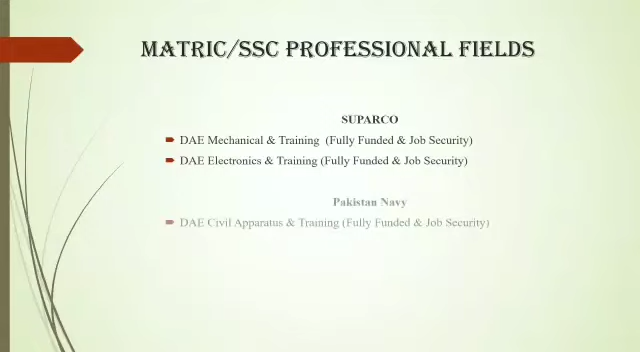 MATRIC/SSC PROFESSIONAL FIELDS
SUPARCO
DAE Mechanical & Training (Fully Funded & Job Security)
DAE Electronics & Training (Fully Funded & Job Security)
Pakistan Navy
DAE Civil Apparatus & Training (Fully Funded & Job Security)